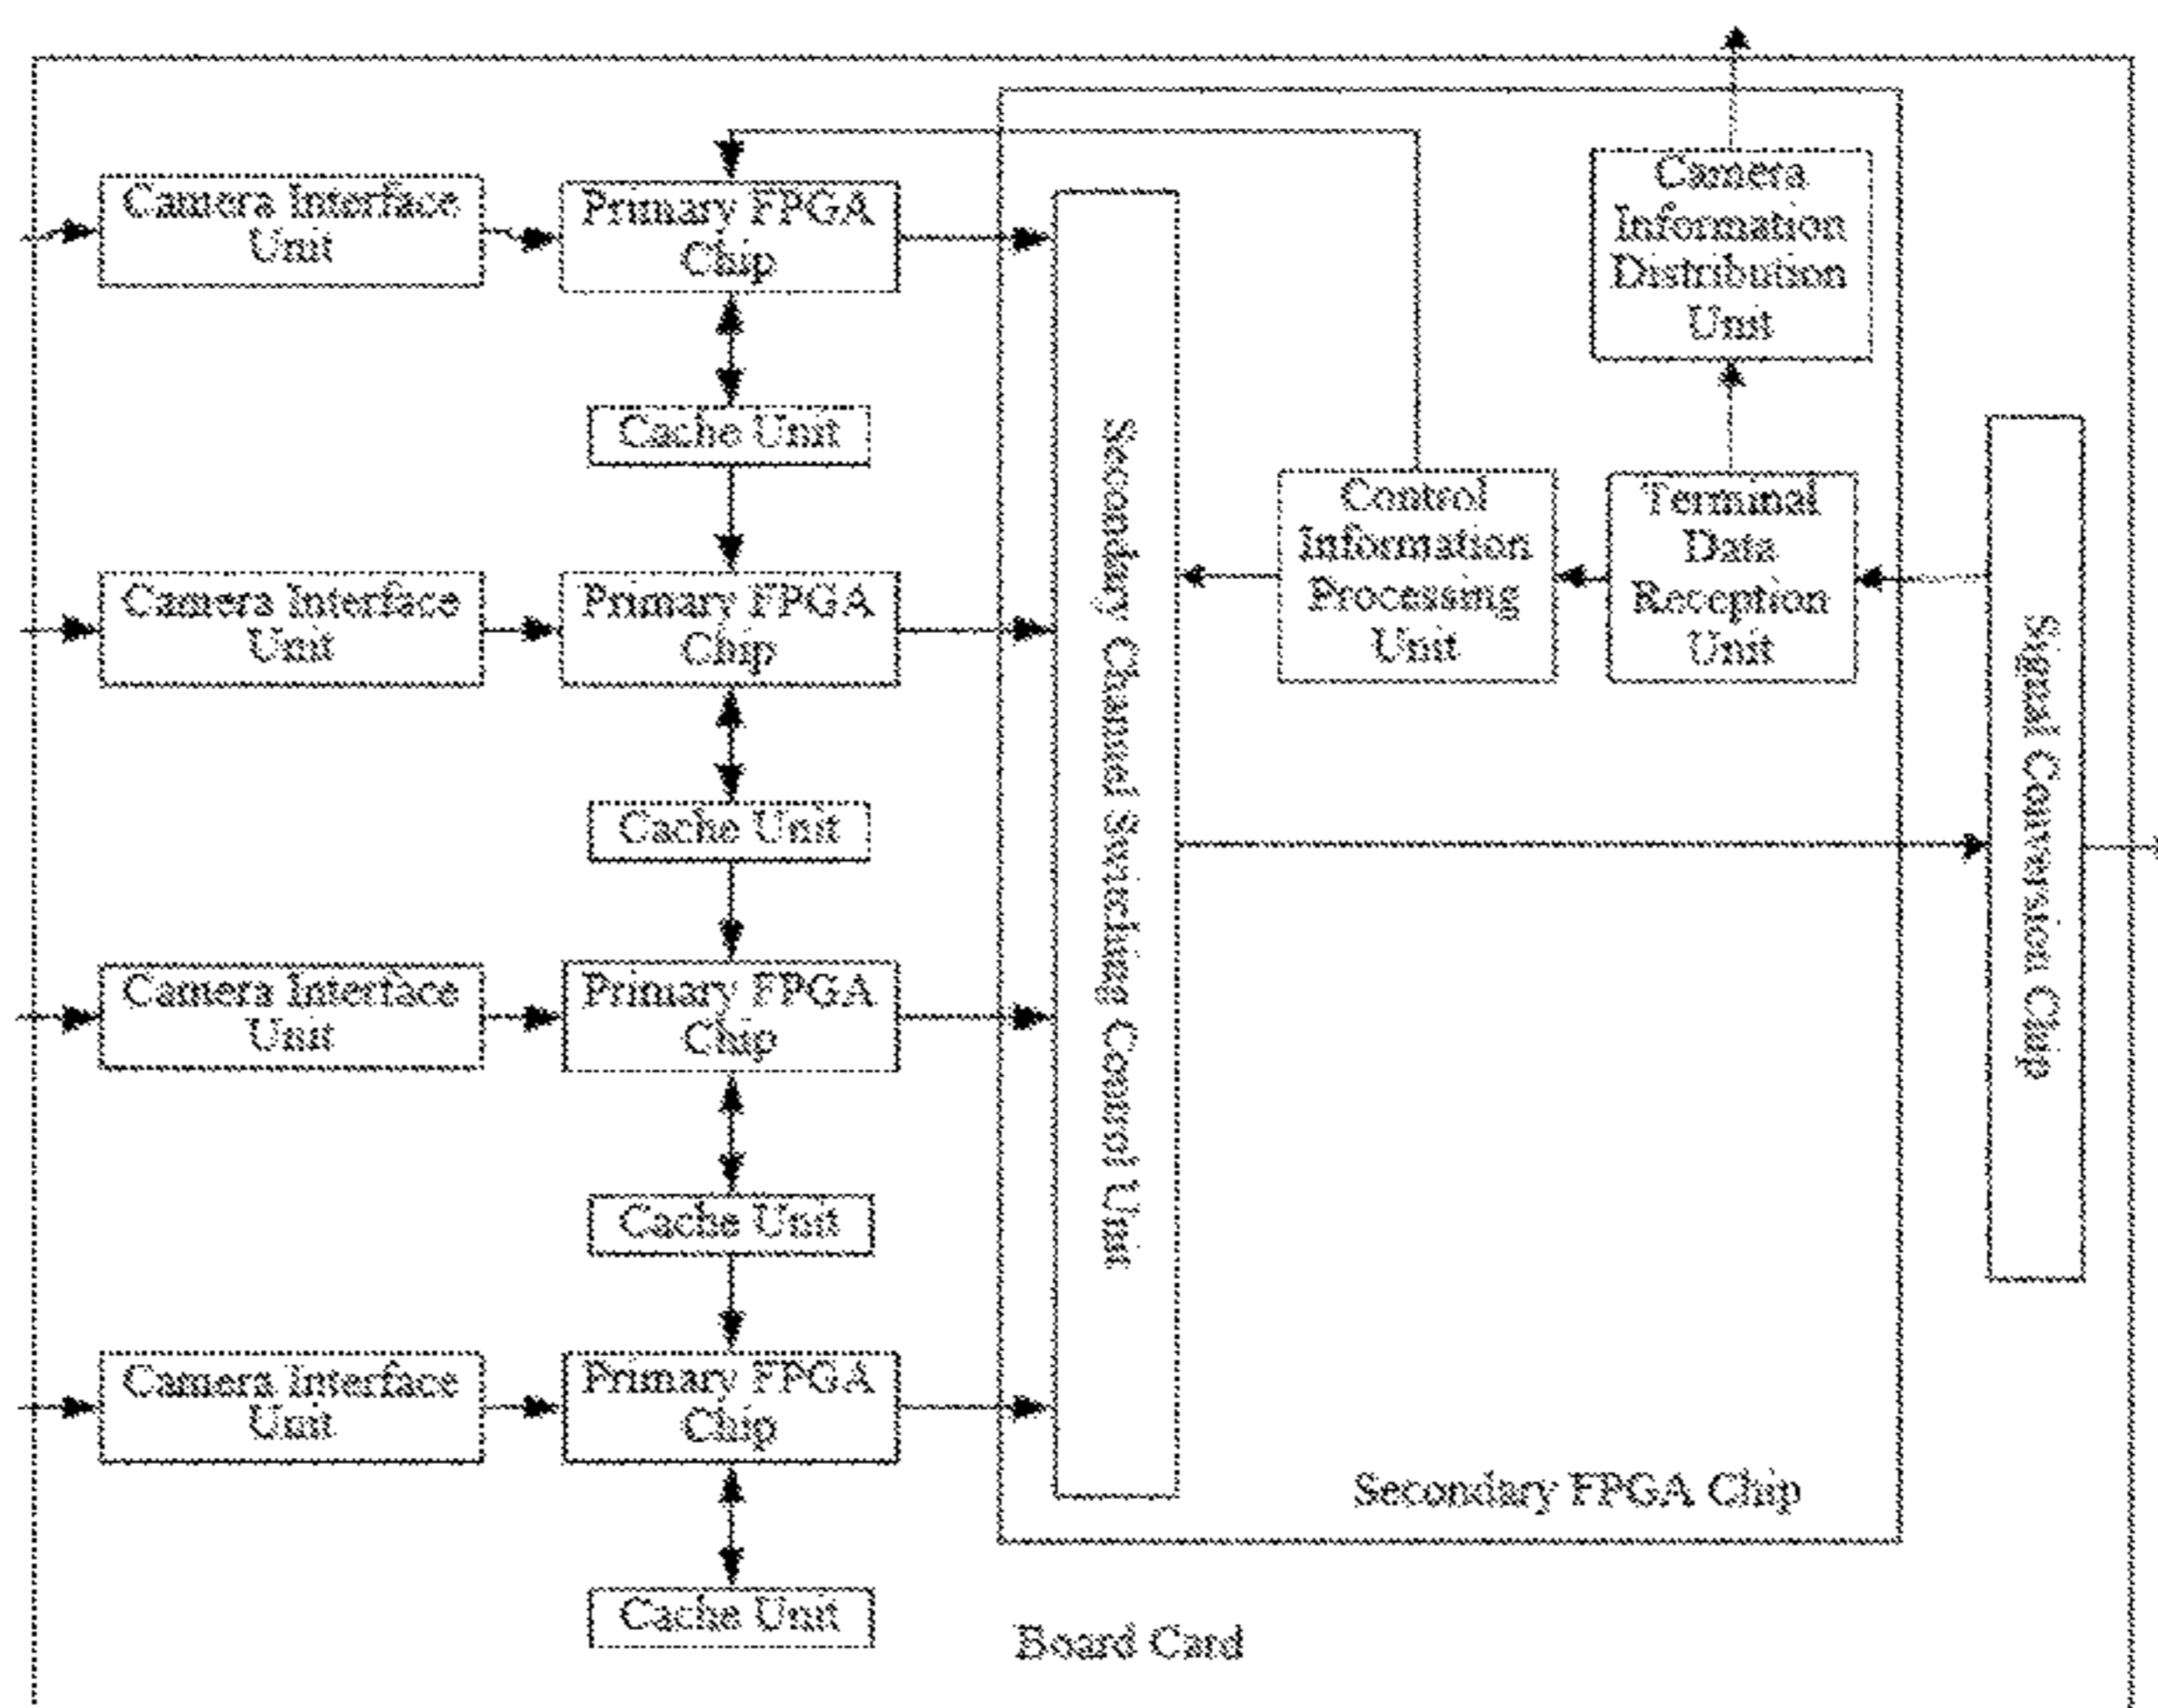 Camera Interface
Unit
Primary FPGA
Chip
Camera
Information
Distribution
Unit
Cache Unit
Secondary Channel Switching Control Unit
Control
Information
Processing
Unit
Terminal
Data
Reception
Unit
Signal Conversion Chip
Camera Interface
Unit
Primary FPGA
Chip
Cache Unit
Camera Interface
Unit
Primary FPGA
Chip
Cache Unit
Camera Interface
Unit
Primary FPGA
Chip
Secondary FPGA Chip
Cache Unit
Board Card